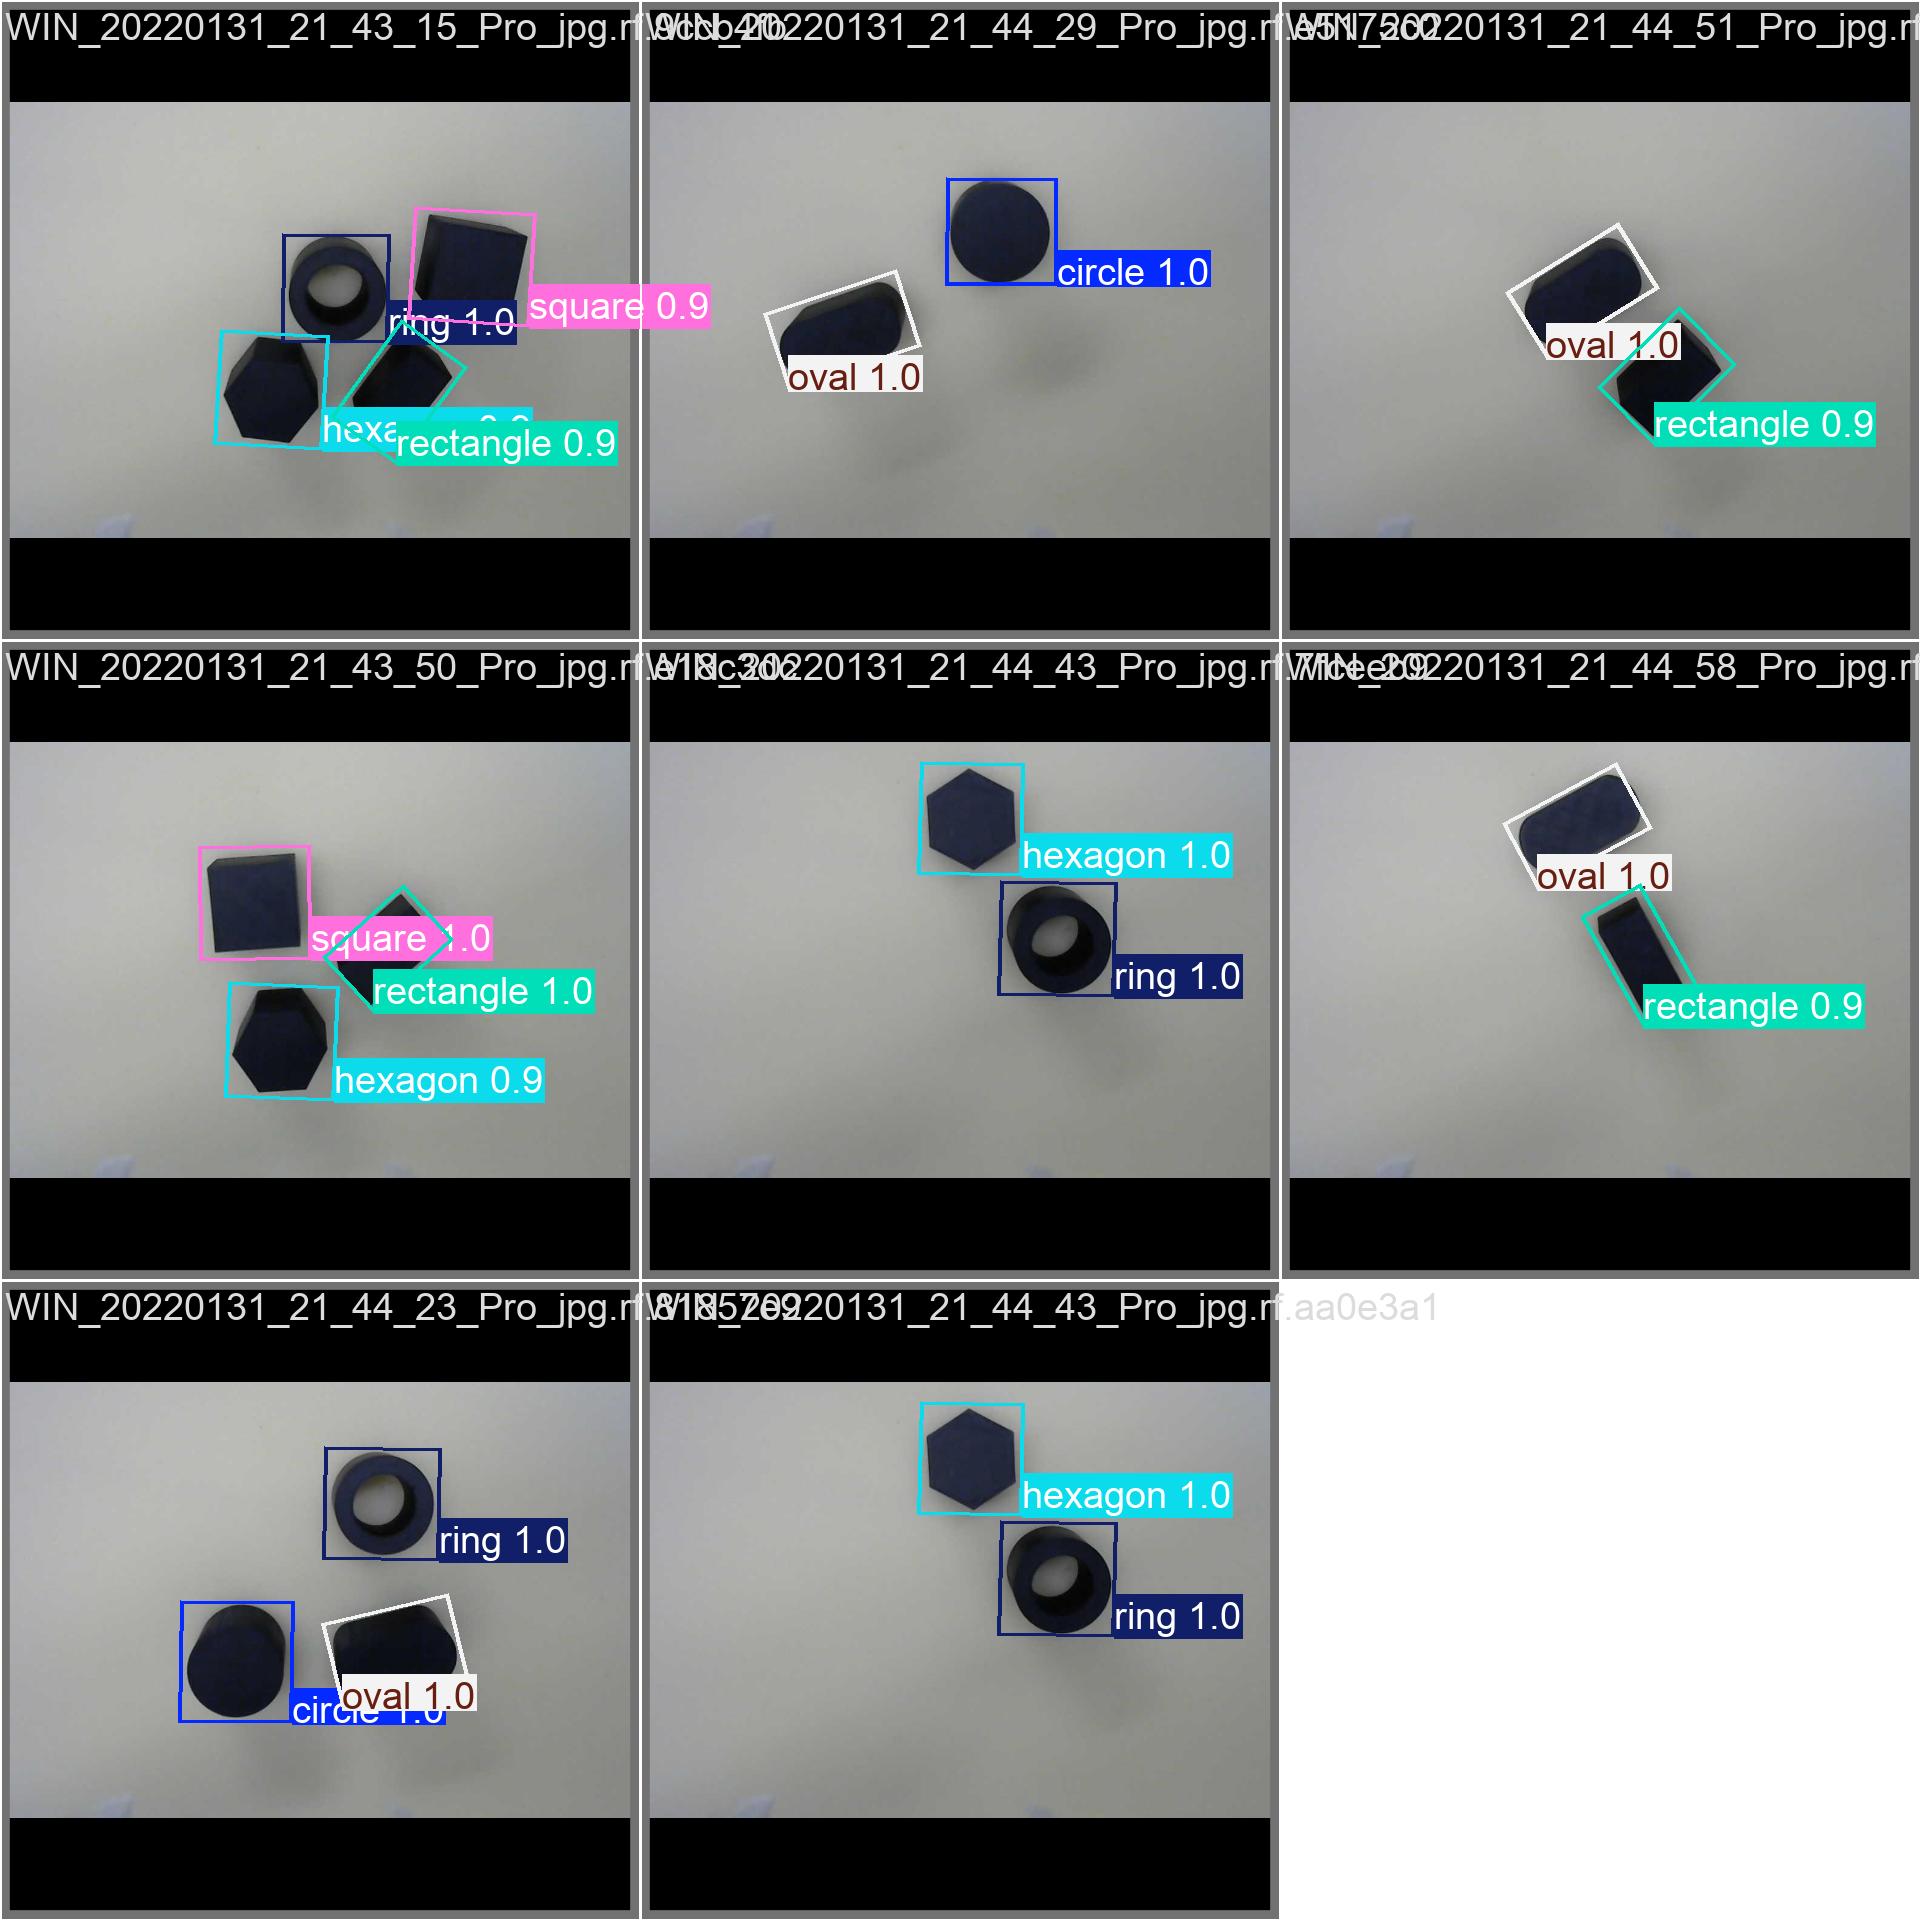 WIN_20220131_21_43_15_Pro_jpg.rf
WIN_20220131_21_44_29_Pro_jpg.rf
WIN_20220131_21_44_51_Pro_jpg.rf
circle 1.0
square 0.9
ring 1.0
oval 1.0
oval 1.0
rectangle 0.9
rectangle 0.9
WIN_20220131_21_43_50_Pro_jpg.rf
WIN_20220131_21_44_43_Pro_jpg.rf
WIN_20220131_21_44_58_Pro_jpg.rf
hexagon 1.0
oval 1.0
square 1.0
ring 1.0
rectangle 1.0
rectangle 0.9
hexagon 0.9
WIN_20220131_21_44_23_Pro_jpg.rf
WIN_20220131_21_44_43_Pro_jpg.rf.aa0e3a1
hexagon 1.0
ring 1.0
ring 1.0
oval 1.0
circle 1.0